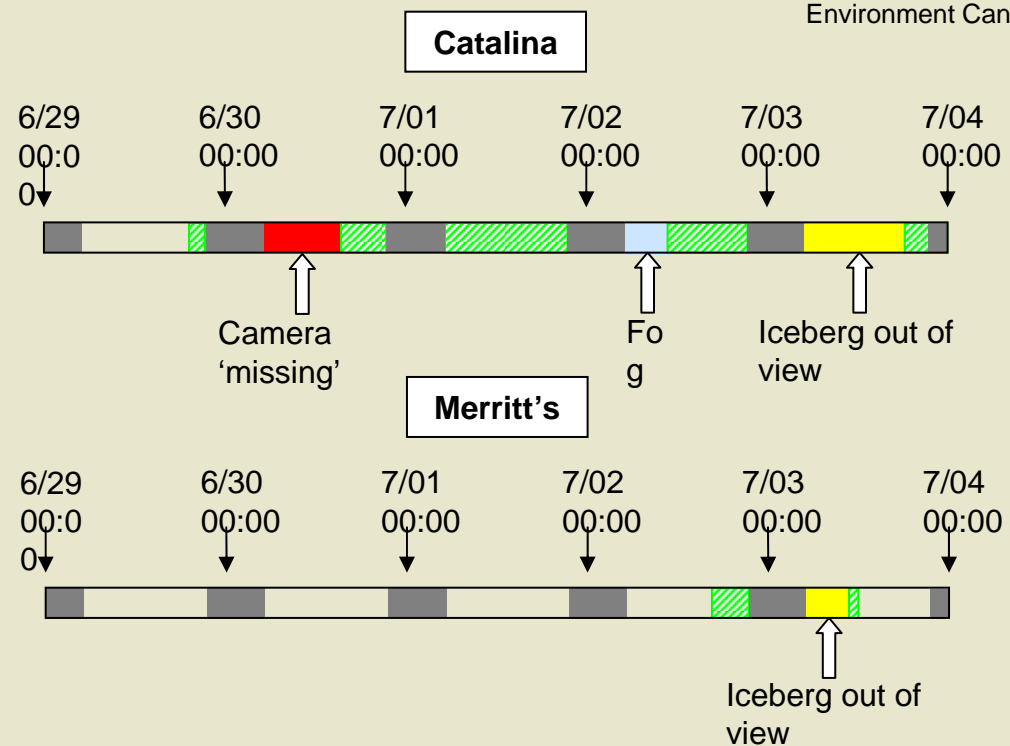 Environment Can
Catalina
6/29 6/30 7/01 7/02 7/03 7/04
00:0 00:00 00:00 00:00 00:00 00:00
0
Camera
‘missing’
Fo
g
Iceberg out of
view
Merritt's
6/29 6/30 7/01 7/02 7/03 7/04
00:0 00:00 00:00 00:00 00:00 00:00
0
Iceberg out of
view